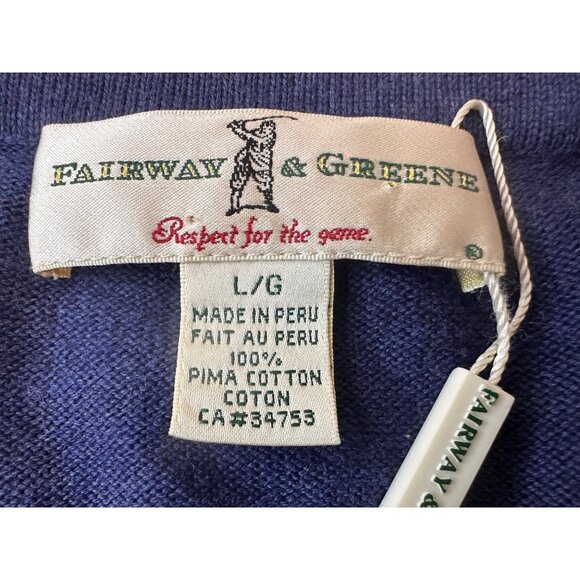 FAIRWAY & GREENE
Respect for the game.
®
L/G
MADE IN PERU
FAIT AU PERU
100%
PIMA COTTON
COTON
CA#34753
FAIRWAY &